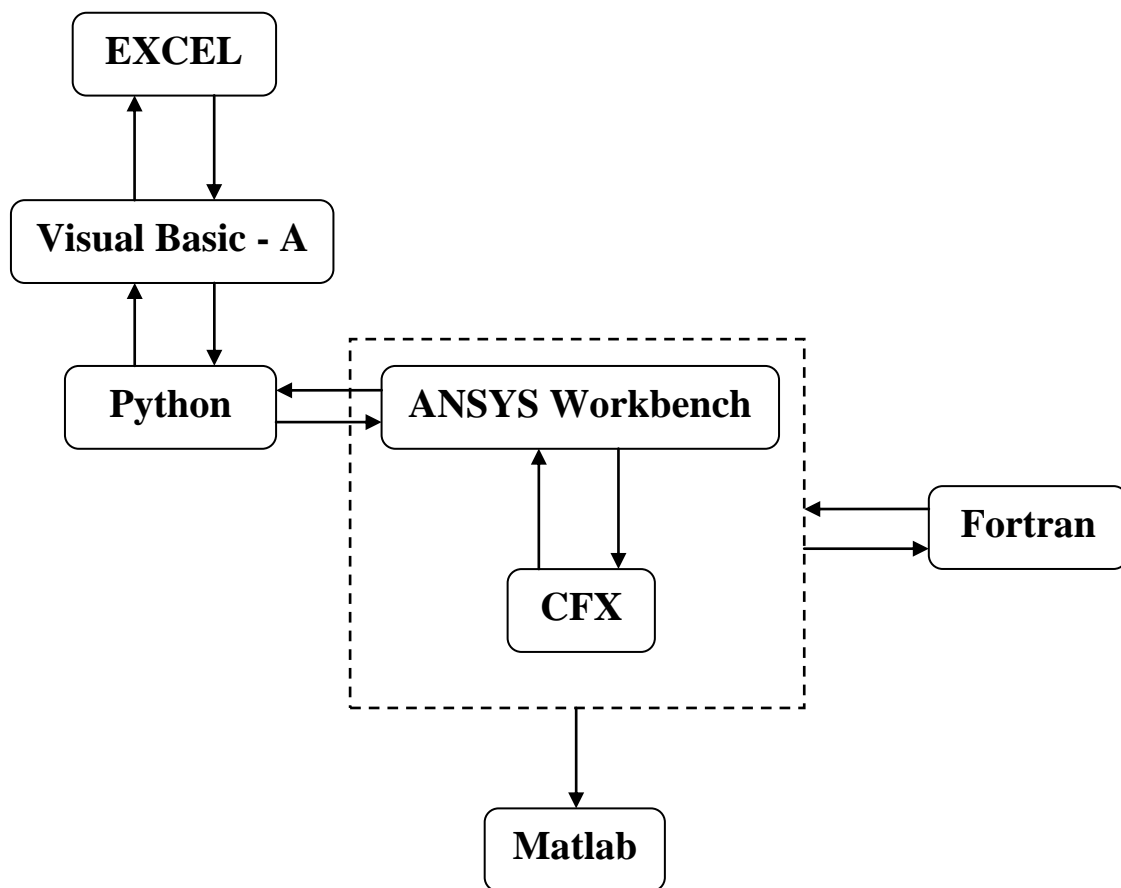 EXCEL
Visual Basic - A
Python
ANSYS Workbench
Fortran
CFX
Matlab